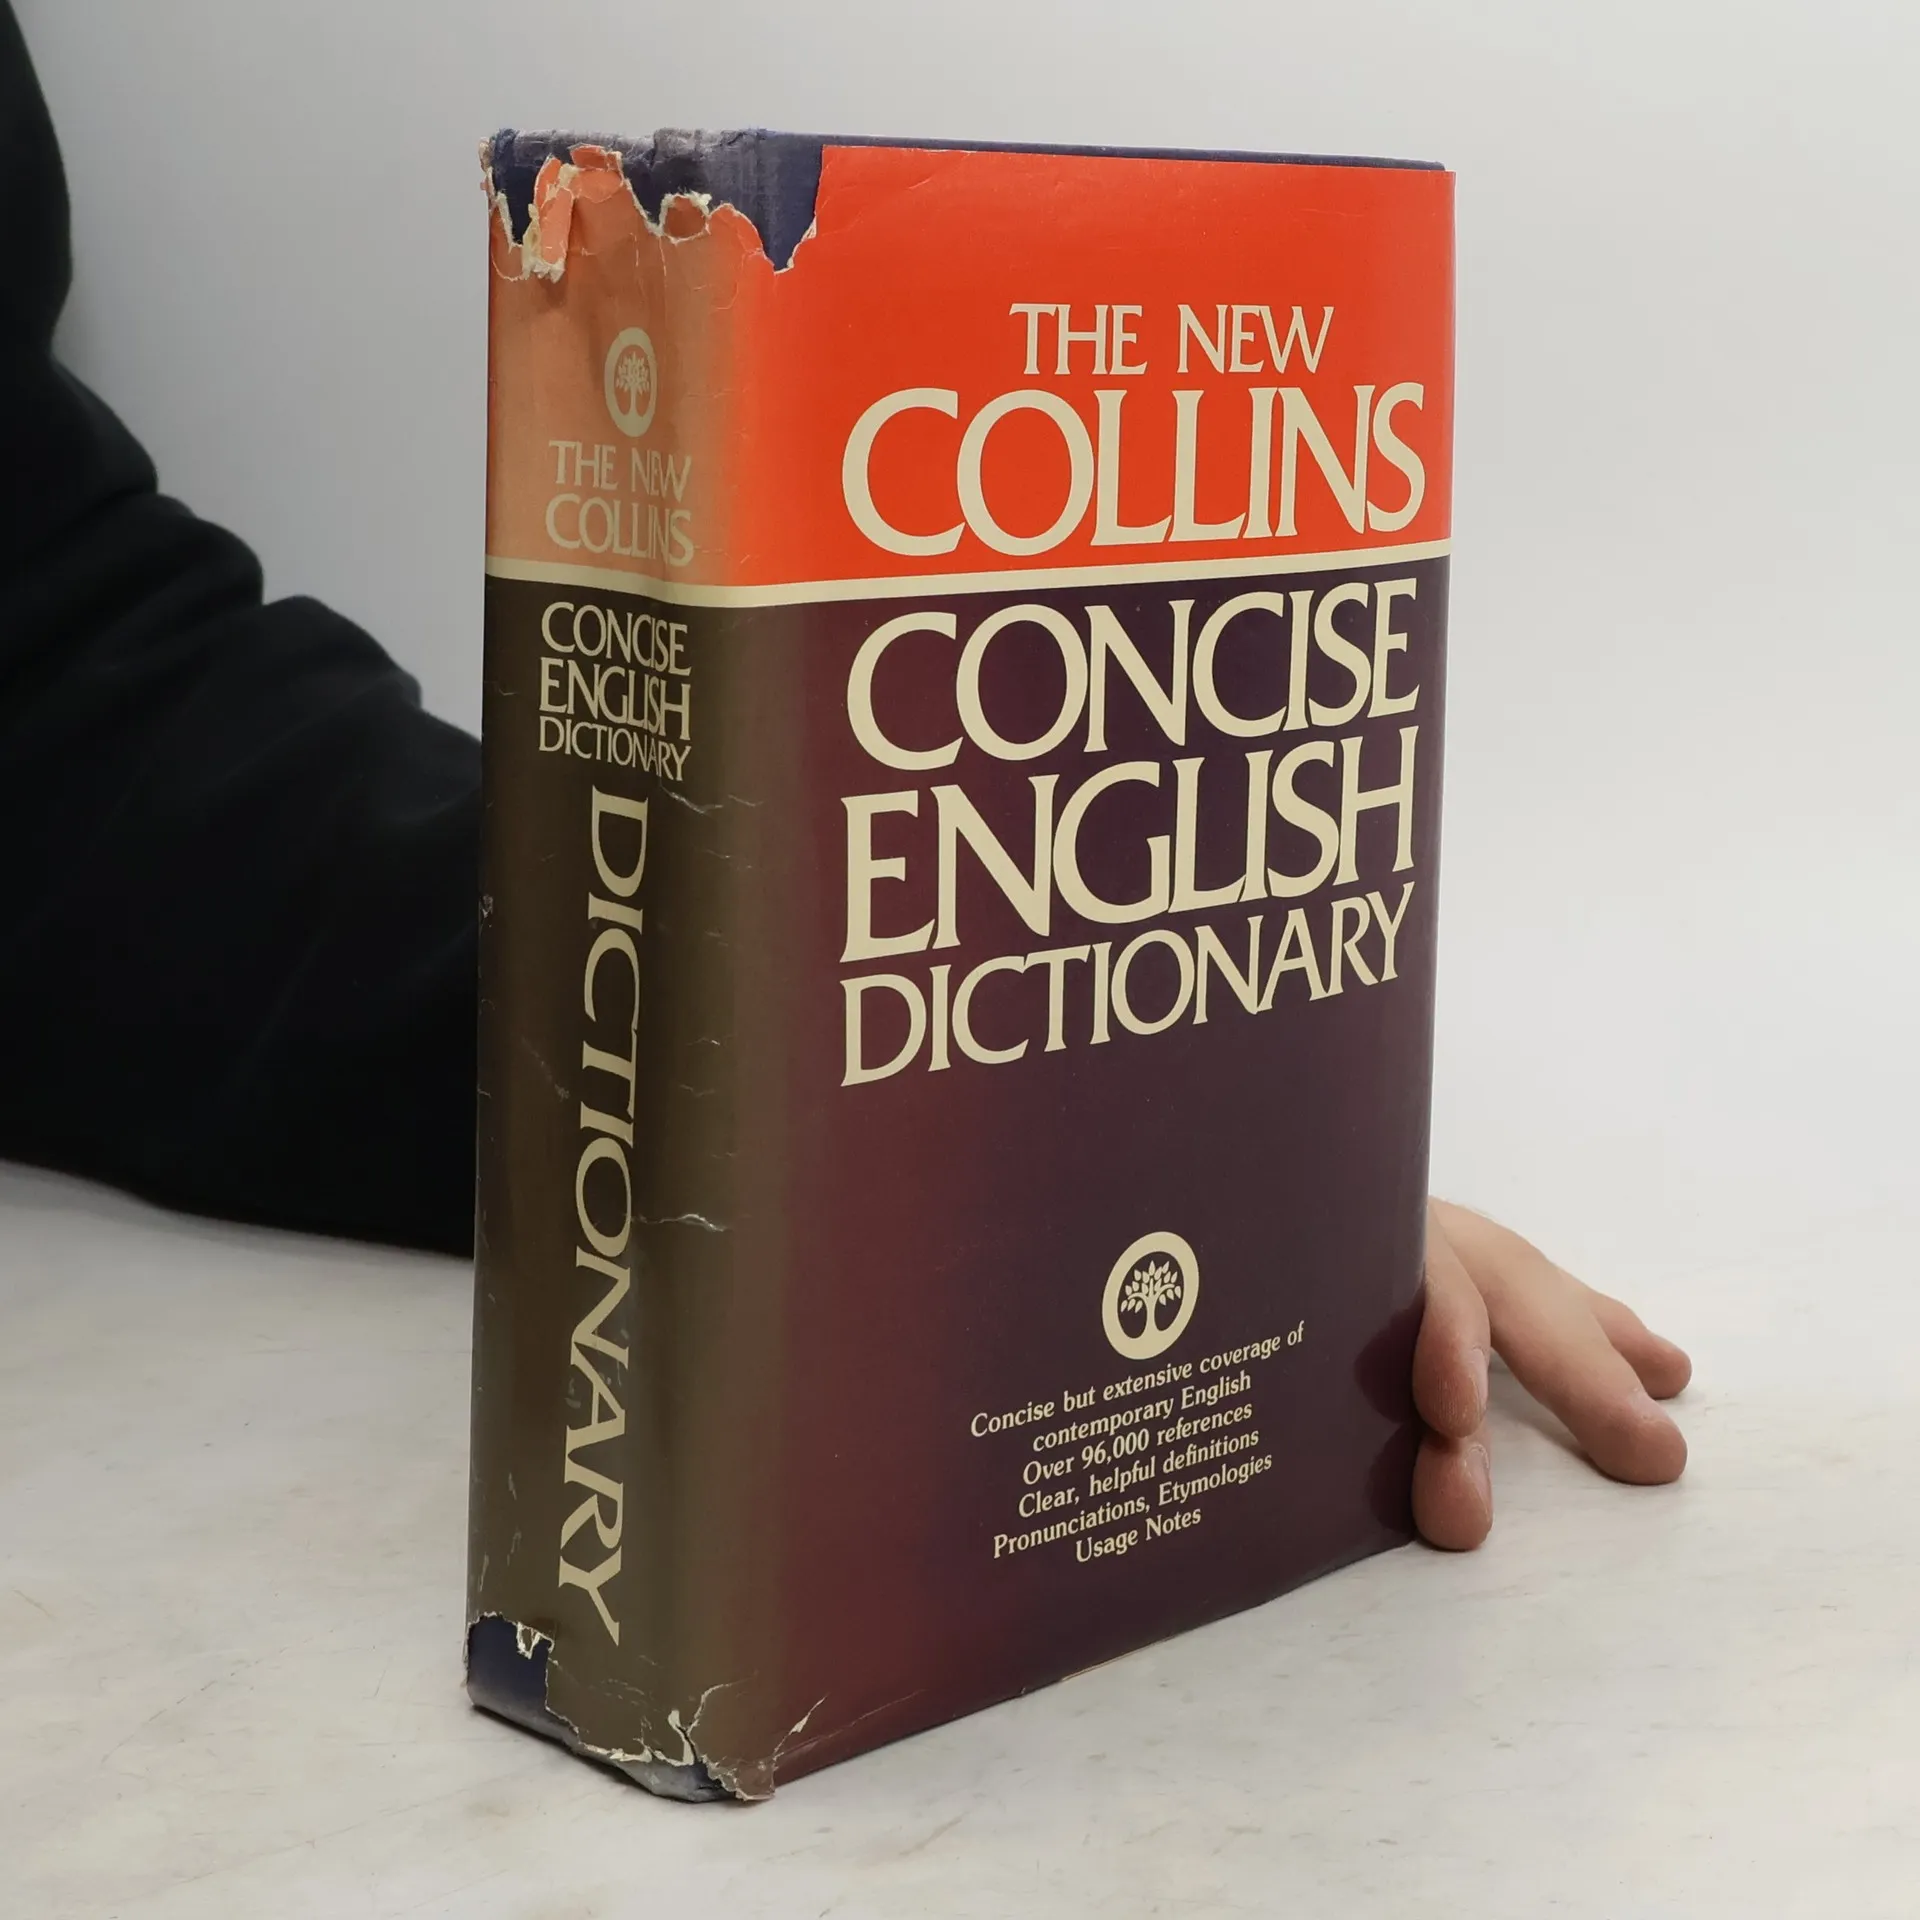 THE NEW
COLLINS
CONCISE
ENGLISH
DICTIONARY
DICTIONARY
THE NEW
COLLINS
CONCISE
ENGLISH
DICTIONARY
Concise but extensive coverage of
contemporary English
Over 96,000 references
Clear, helpful definitions
Pronunciations, Etymologies
Usage Notes